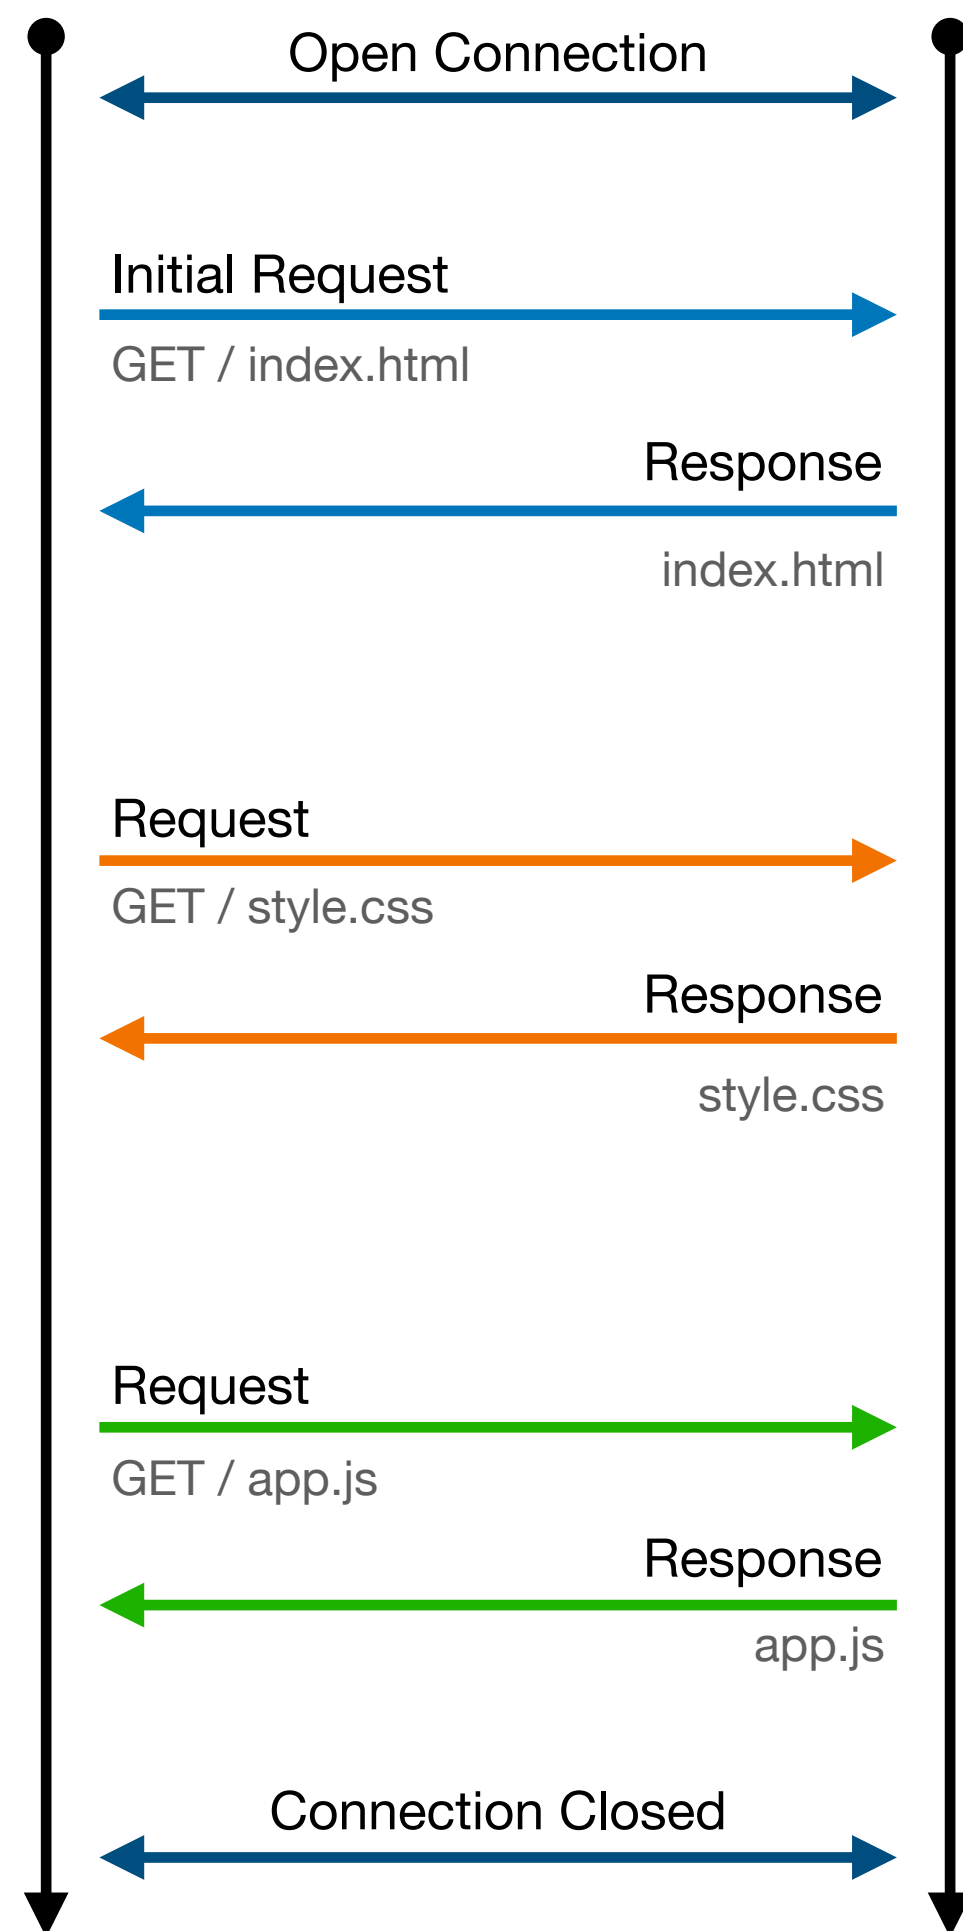 Open Connection
Initial Request
GET / index.html
Response
index.html
Request
GET / style.css
Response
style.css
Request
GET / app.js
Response
app.js
Connection Closed